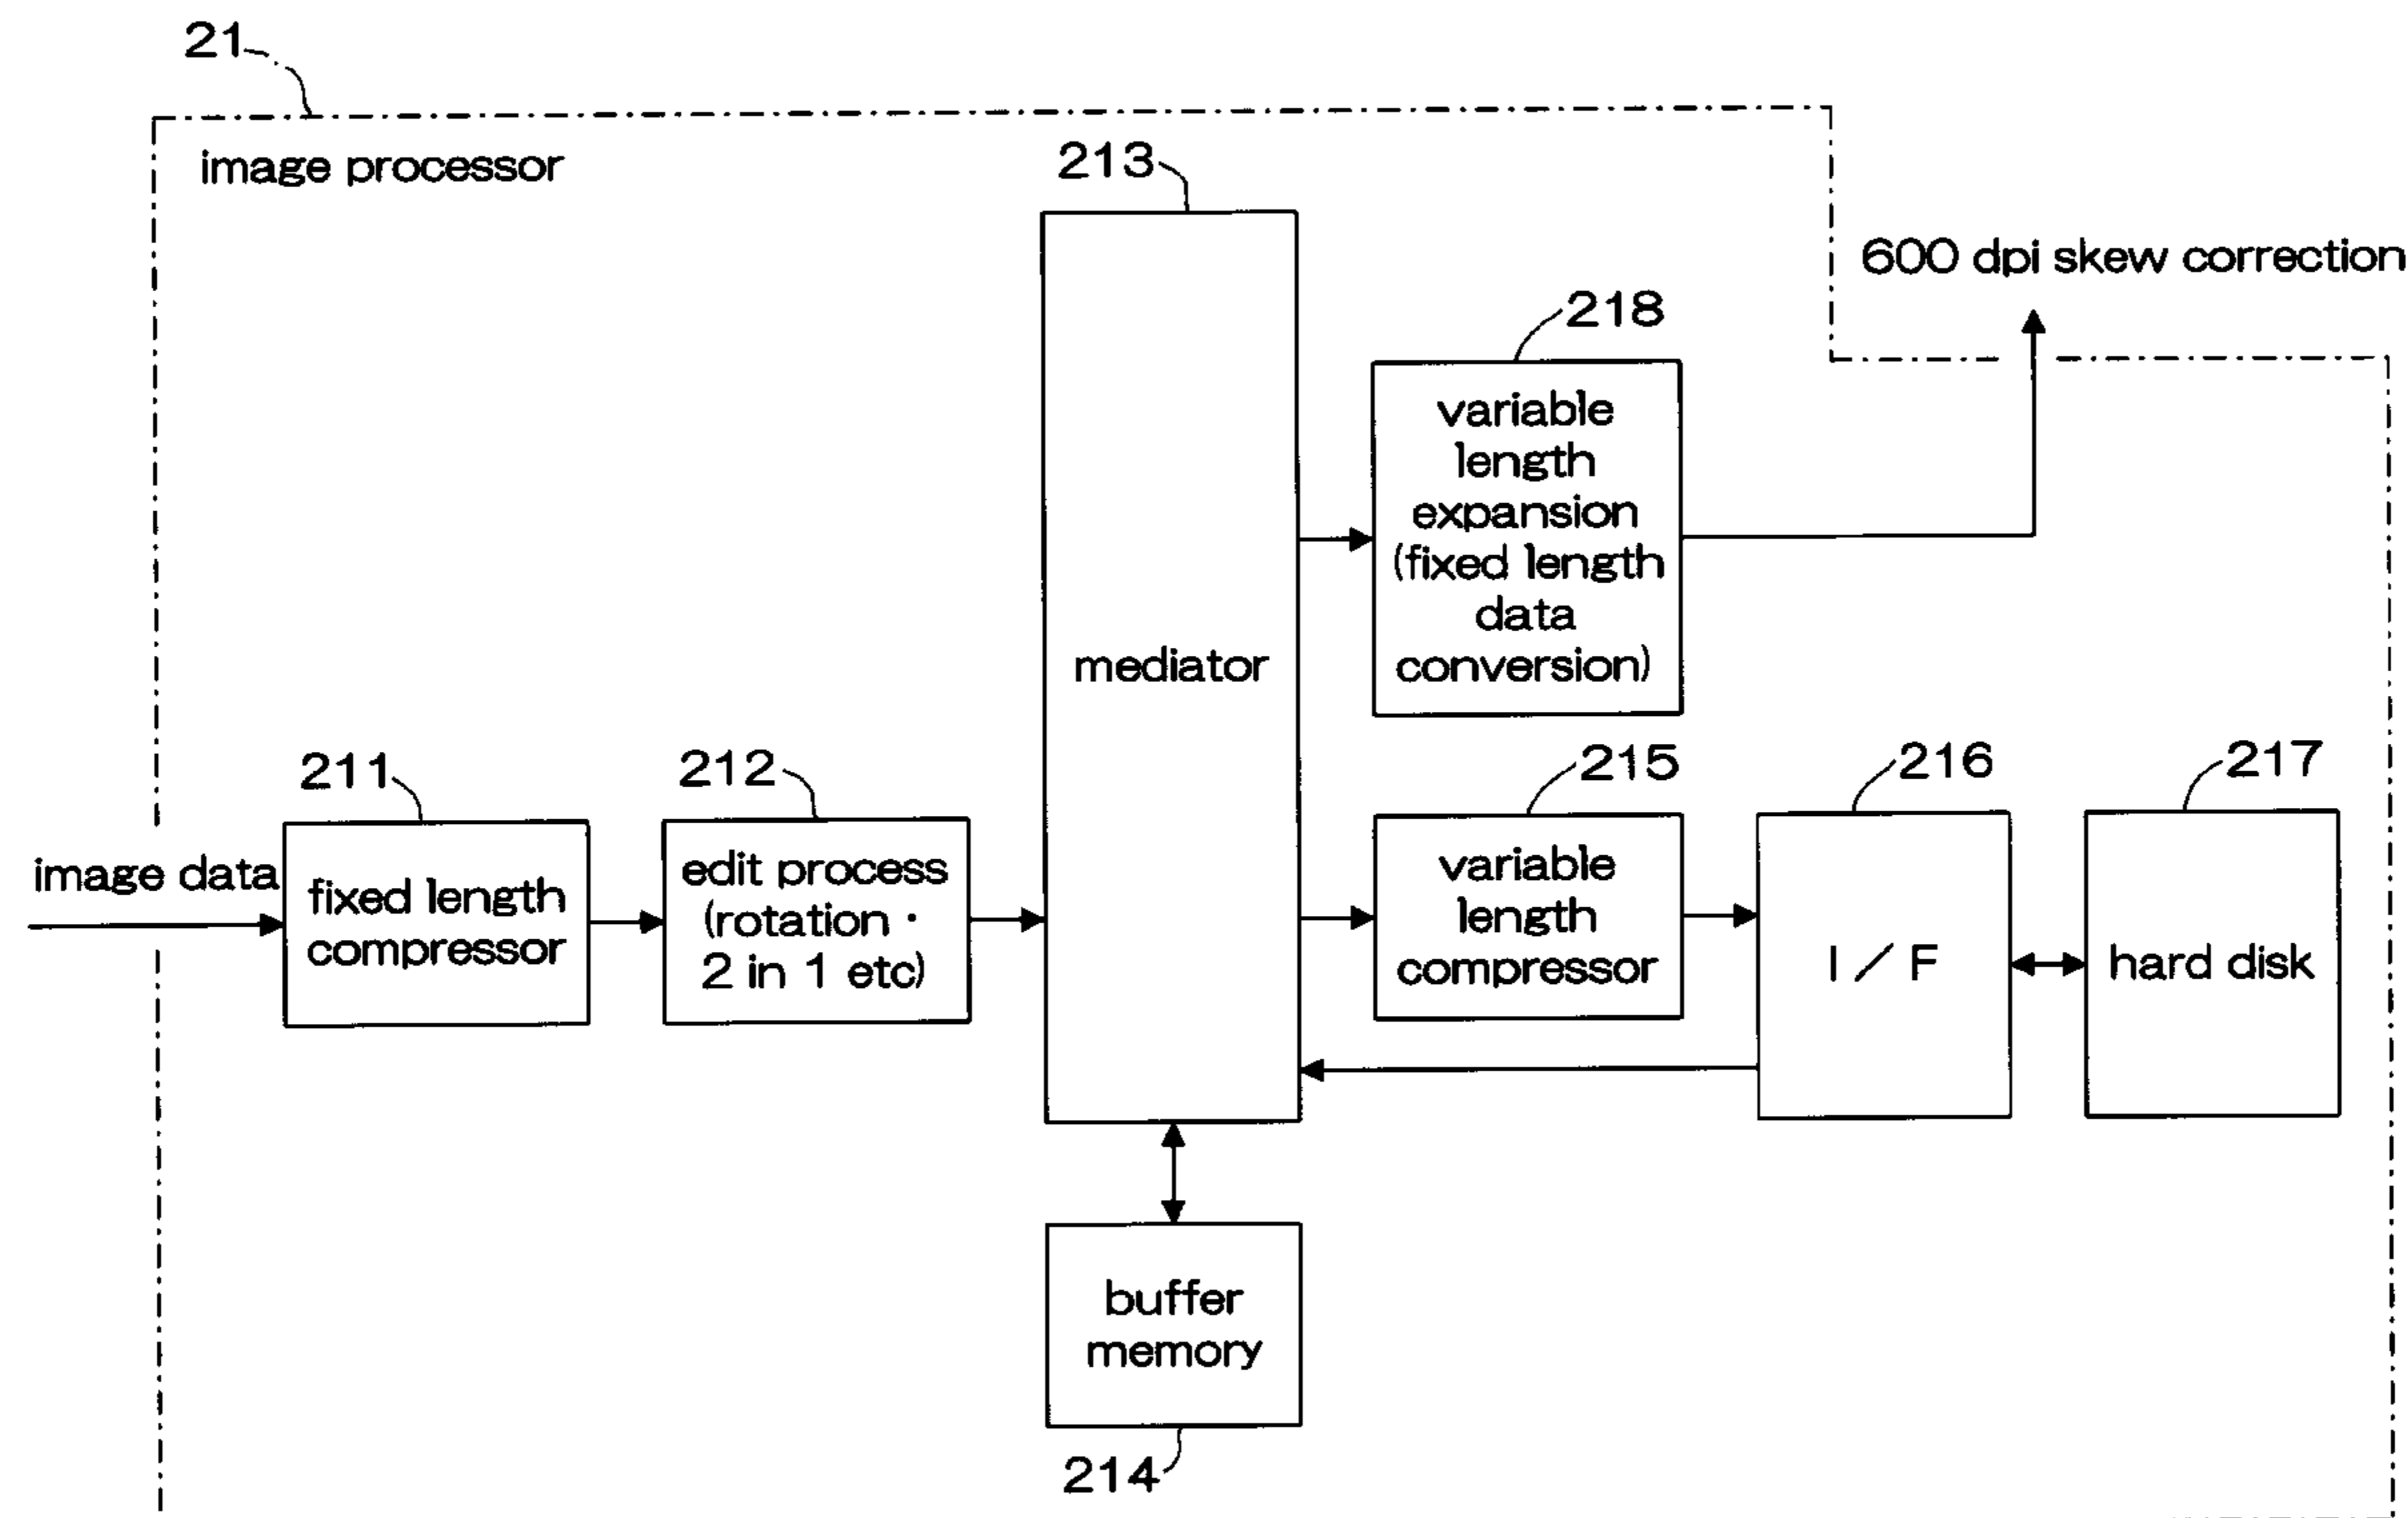 21
image processor
213
600 dpi skew correction
218
variable
length
expansion
(fixed length
data
conversion)
mediator
211
212
215
216
217
image data
fixed length
compressor
edit process
(rotation・
2 in 1 etc)
variable
length
compressor
I/F
hard disk
buffer
memory
214